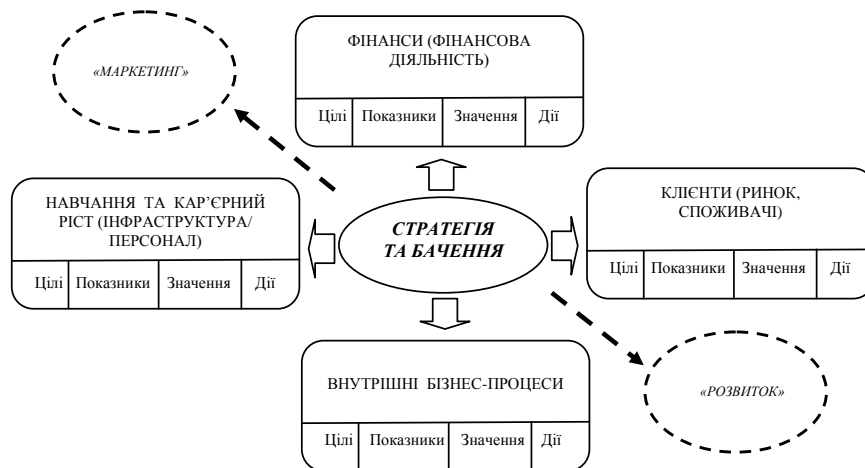 ФІНАНСИ (ФІНАНСОВА
ДІЯЛЬНІСТЬ)
Цілі Показники Значення Дії
«МАРКЕТИНГ»
НАВЧАННЯ ТА КАР’ЄРНИЙ
РІСТ (ІНФРАСТРУКТУРА/
ПЕРСОНАЛ)
Цілі Показники Значення Дії
СТРАТЕГІЯ
ТА БАЧЕННЯ
КЛІЄНТИ (РИНОК,
СПОЖИВАЧІ)
Цілі Показники Значення Дії
ВНУТРІШНІ БІЗНЕС-ПРОЦЕСИ
Цілі Показники Значення Дії
«РОЗВИТОК»